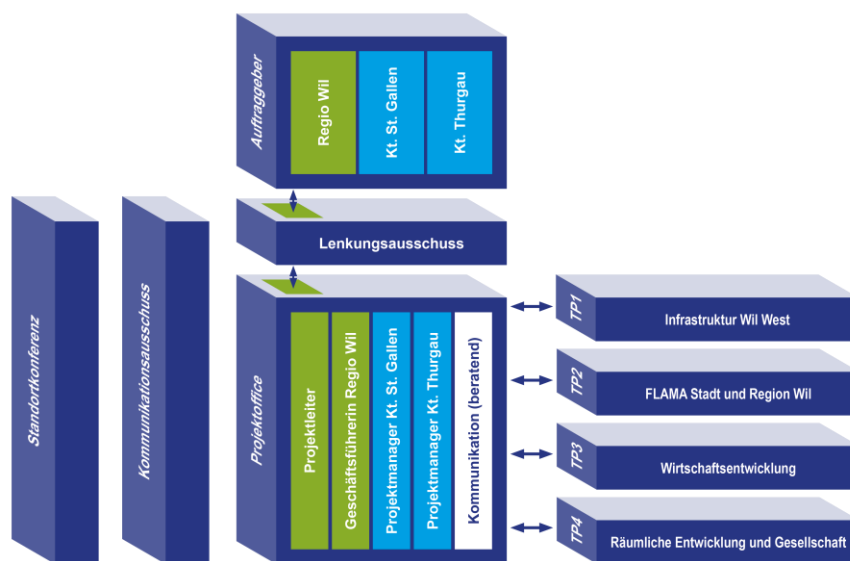 Auftraggeber
Regio Wil
Kt. St. Gallen
Kt. Thurgau
Standortkonferenz
Kommunikationsausschuss
Lenkungsausschuss
Projektoffice
Projektleiter
Geschäftsführerin Regio Wil
Projektmanager Kt. St. Gallen
Projektmanager Kt. Thurgau
Kommunikation (beratend)
TP1
Infrastruktur Wil West
TP2
FLAMA Stadt und Region Wil
TP3
Wirtschaftsentwicklung
TP4
Räumliche Entwicklung und Gesellschaft